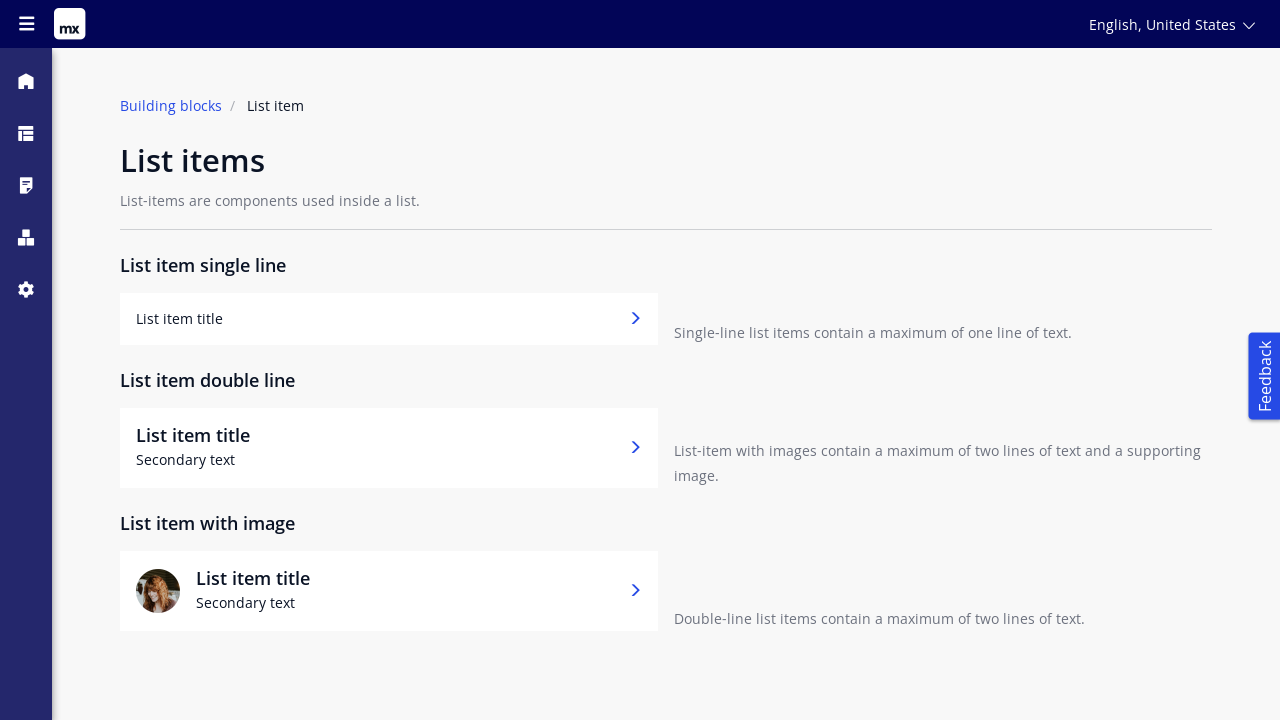 mx
English, United States
Building blocks / List item
List items
List-items are components used inside a list.
List item single line
List item title
Single-line list items contain a maximum of one line of text.
List item double line
List item title
Secondary text
List-item with images contain a maximum of two lines of text and a supporting
image.
List item with image
List item title
Secondary text
Double-line list items contain a maximum of two lines of text.
Feedback